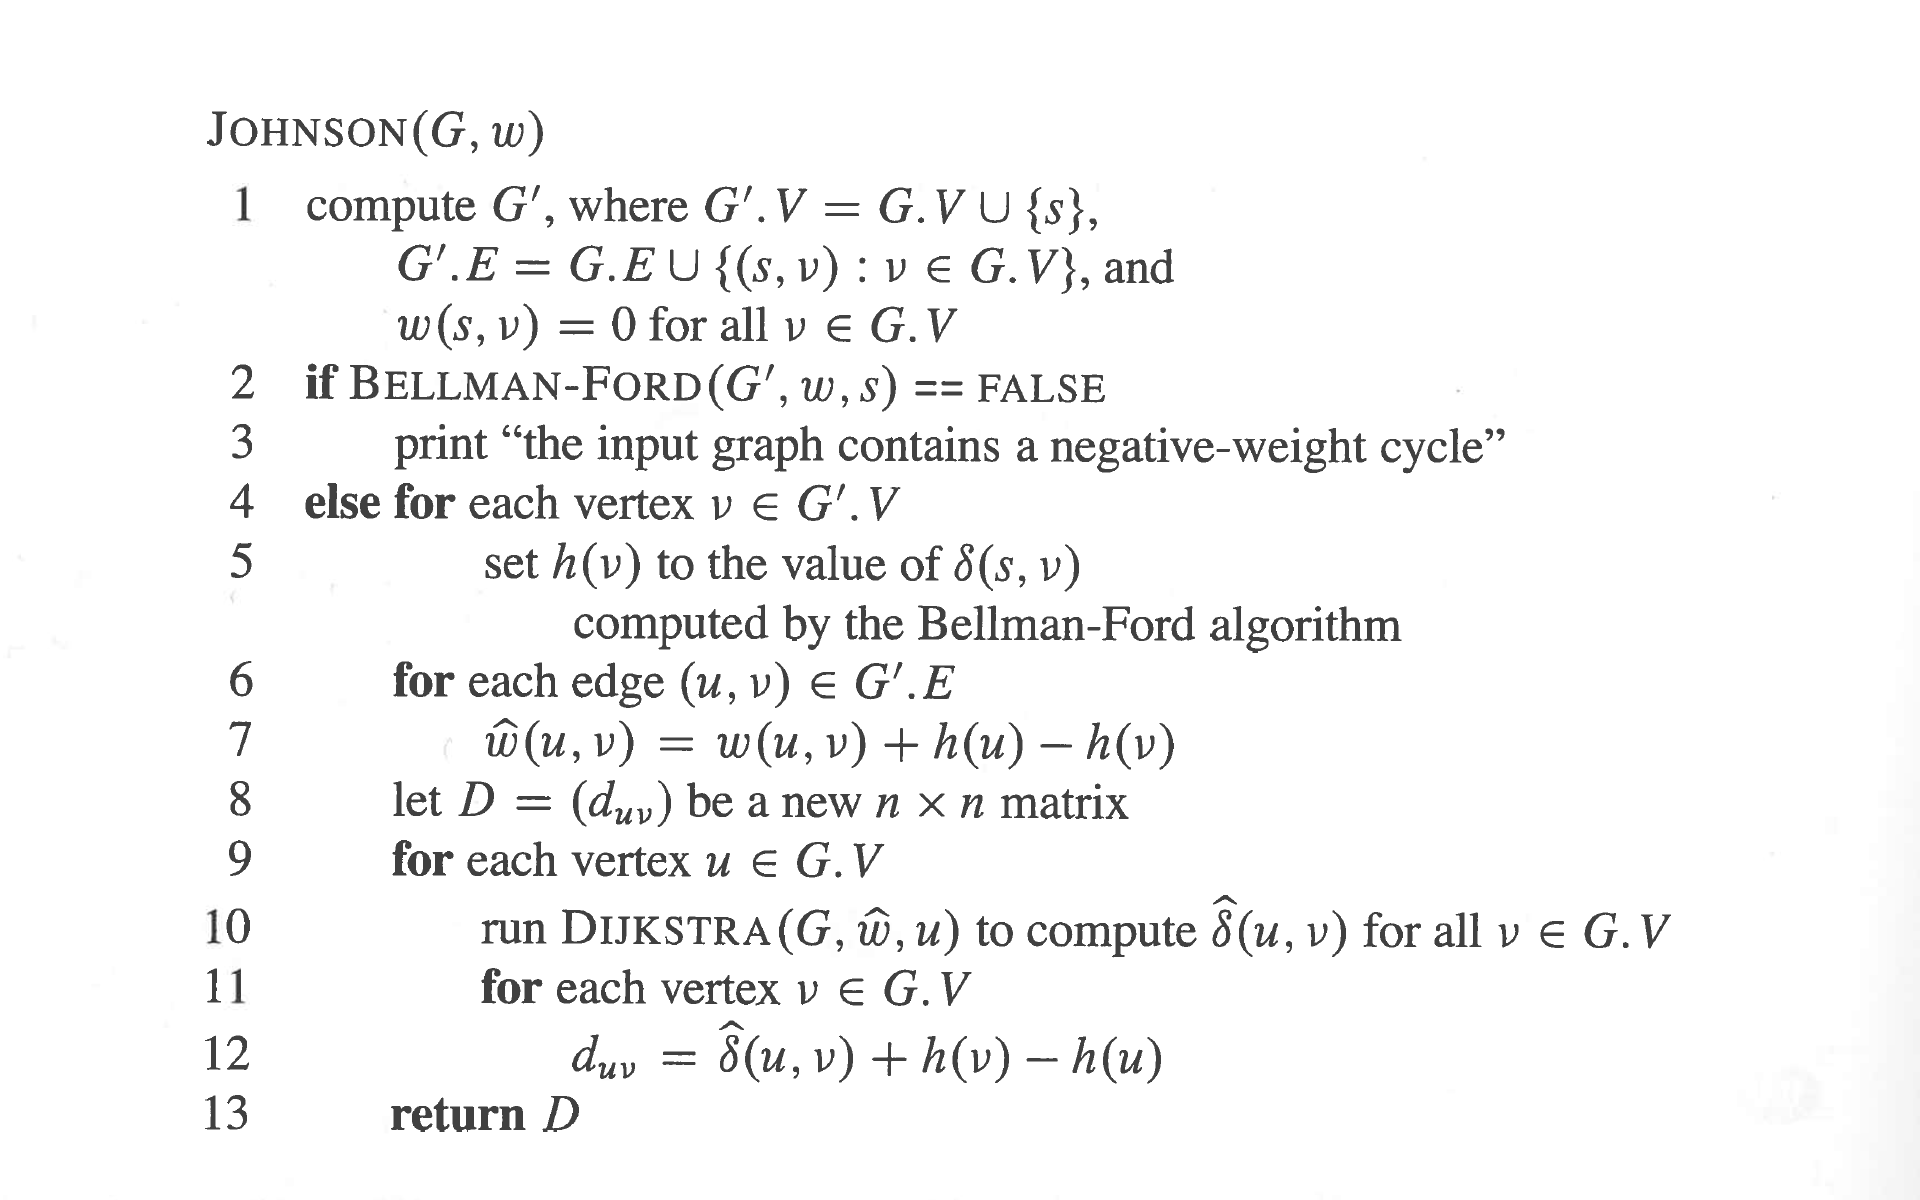 JOHNSON(G, w)
1 compute G′, where G′.V = G.V ∪ {s},
G′.E = G.E ∪ {(s, v) : v ∈ G.V}, and
w(s, v) = 0 for all v ∈ G.V
2 if BELLMAN-FORD(G′, w, s) == FALSE
3 print “the input graph contains a negative-weight cycle”
4 else for each vertex v ∈ G′.V
5 set h(v) to the value of δ(s, v)
computed by the Bellman-Ford algorithm
6 for each edge (u, v) ∈ G′.E
7 ŵ(u, v) = w(u, v) + h(u) − h(v)
8 let D = (dᵤᵥ) be a new n × n matrix
9 for each vertex u ∈ G.V
10 run DIJKSTRA(G, ŵ, u) to compute δ̂(u, v) for all v ∈ G.V
11 for each vertex v ∈ G.V
12 dᵤᵥ = δ̂(u, v) + h(v) − h(u)
13 return D